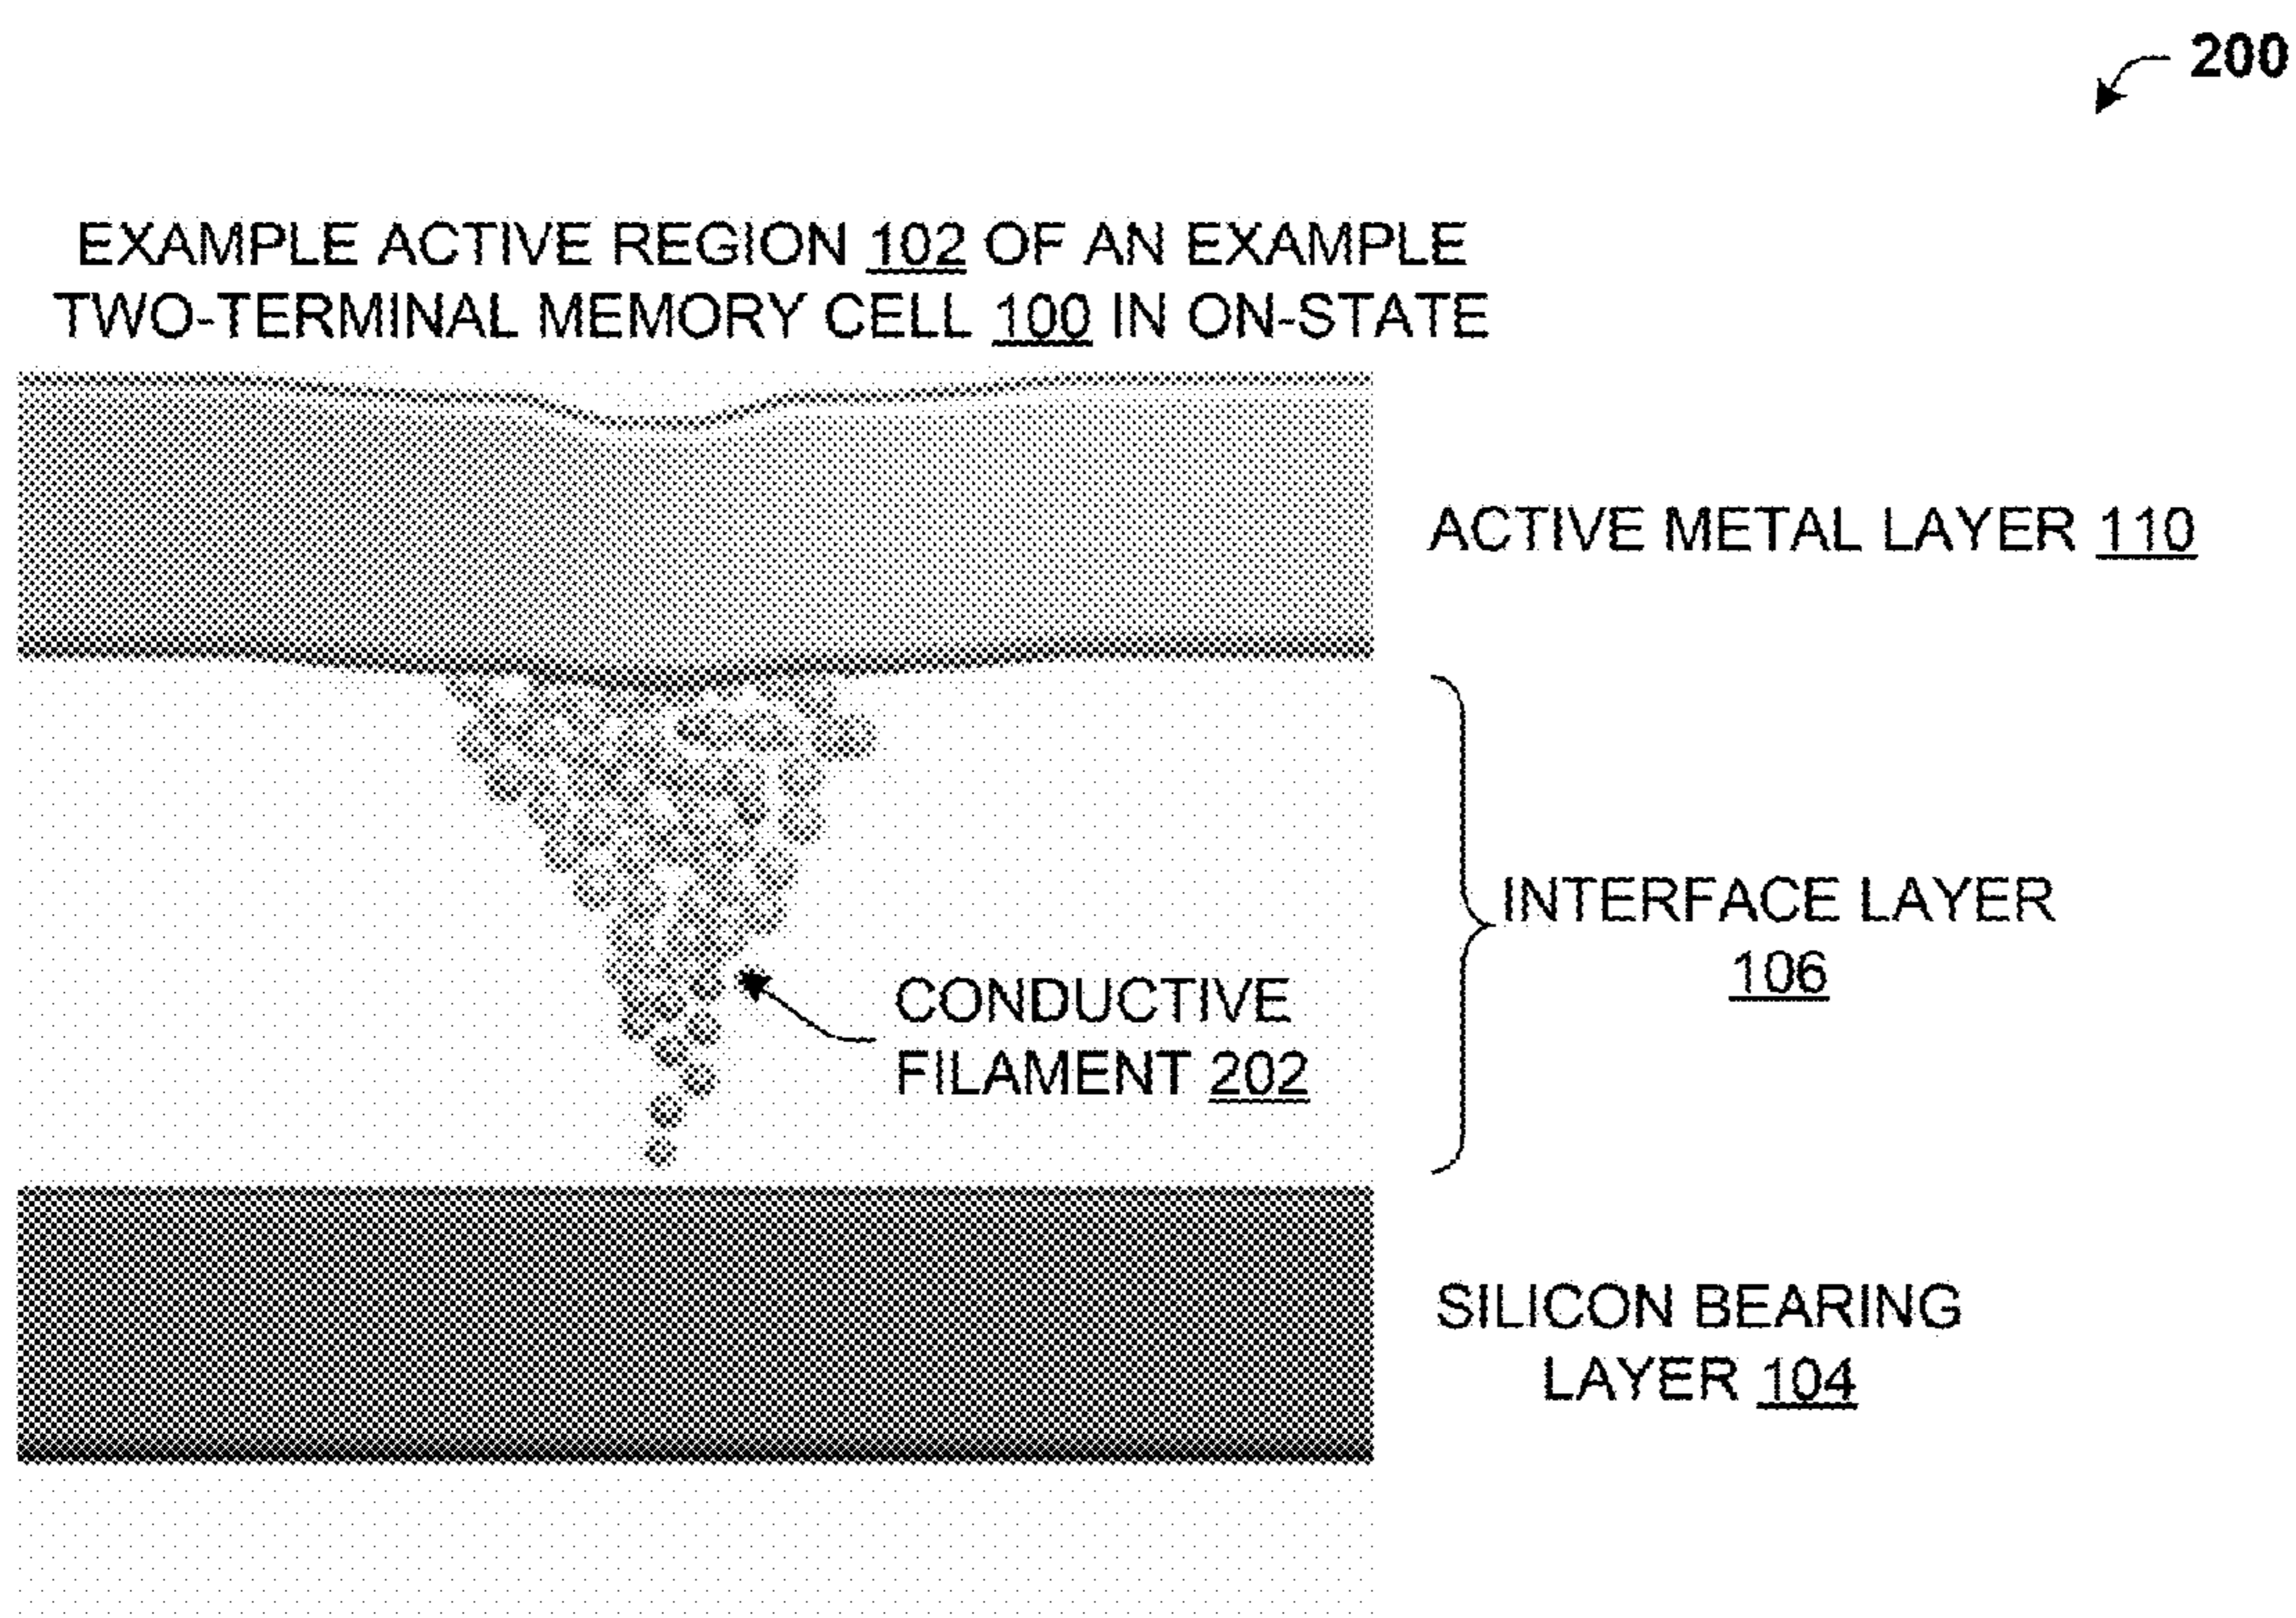 200
EXAMPLE ACTIVE REGION 102 OF AN EXAMPLE
TWO-TERMINAL MEMORY CELL 100 IN ON-STATE
ACTIVE METAL LAYER 110
INTERFACE LAYER
106
CONDUCTIVE
FILAMENT 202
SILICON BEARING
LAYER 104